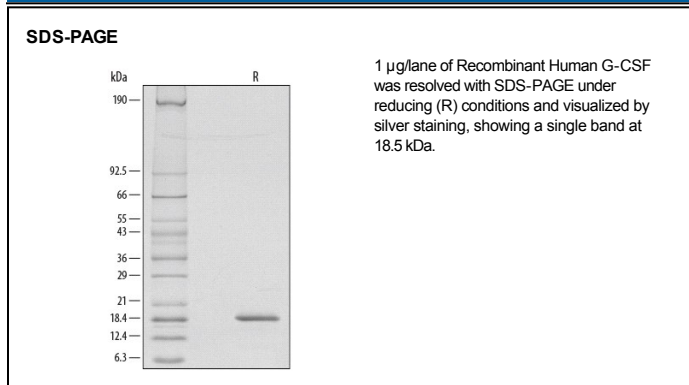 SDS-PAGE
kDa
R
190
92.5
66
55
43
36
29
21
18.4
12.4
6.3
1 µg/lane of Recombinant Human G-CSF
was resolved with SDS-PAGE under
reducing (R) conditions and visualized by
silver staining, showing a single band at
18.5 kDa.